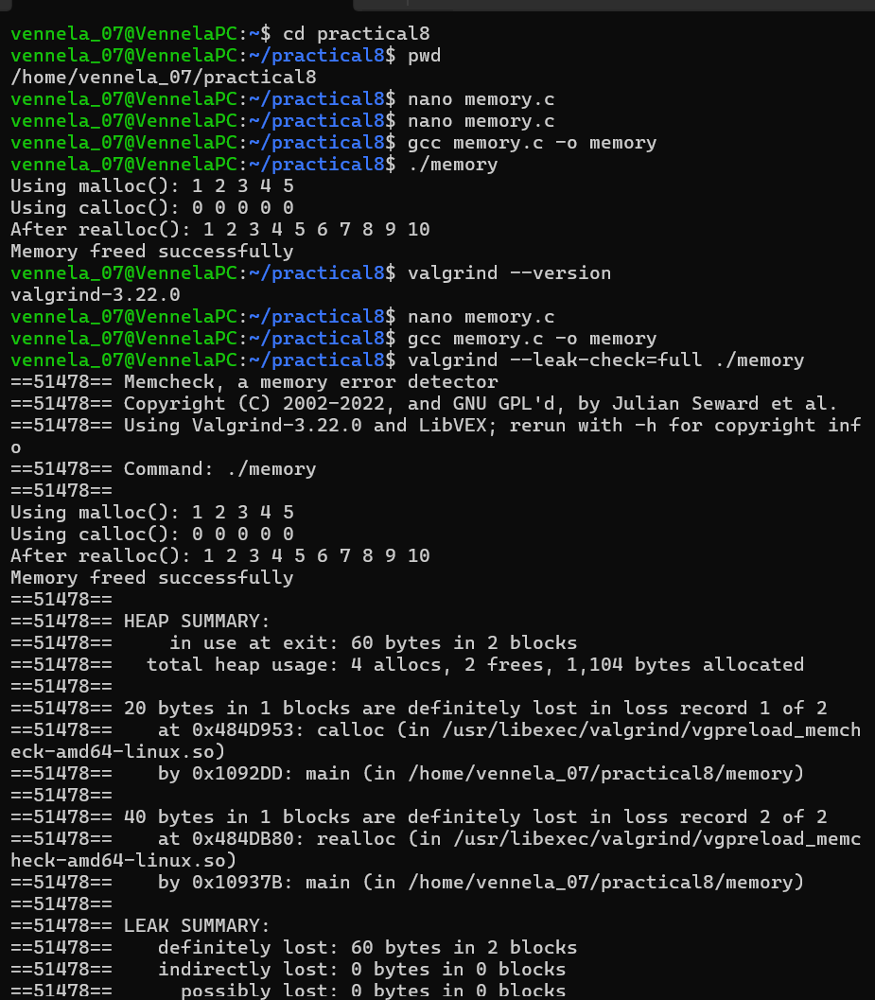 vennela_07@VennelaPC:~$ cd practical8
vennela_07@VennelaPC:~/practical8$ pwd
/home/vennela_07/practical8
vennela_07@VennelaPC:~/practical8$ nano memory.c
vennela_07@VennelaPC:~/practical8$ nano memory.c
vennela_07@VennelaPC:~/practical8$ gcc memory.c -o memory
vennela_07@VennelaPC:~/practical8$ ./memory
Using malloc(): 1 2 3 4 5
Using calloc(): 0 0 0 0 0
After realloc(): 1 2 3 4 5 6 7 8 9 10
Memory freed successfully
vennela_07@VennelaPC:~/practical8$ valgrind --version
valgrind-3.22.0
vennela_07@VennelaPC:~/practical8$ nano memory.c
vennela_07@VennelaPC:~/practical8$ gcc memory.c -o memory
vennela_07@VennelaPC:~/practical8$ valgrind --leak-check=full ./memory
==51478== Memcheck, a memory error detector
==51478== Copyright (C) 2002-2022, and GNU GPL'd, by Julian Seward et al.
==51478== Using Valgrind-3.22.0 and LibVEX; rerun with -h for copyright inf
o
==51478== Command: ./memory
==51478==
Using malloc(): 1 2 3 4 5
Using calloc(): 0 0 0 0 0
After realloc(): 1 2 3 4 5 6 7 8 9 10
Memory freed successfully
==51478==
==51478== HEAP SUMMARY:
==51478==     in use at exit: 60 bytes in 2 blocks
==51478==   total heap usage: 4 allocs, 2 frees, 1,104 bytes allocated
==51478==
==51478== 20 bytes in 1 blocks are definitely lost in loss record 1 of 2
==51478==    at 0x484D953: calloc (in /usr/libexec/valgrind/vgpreload_memch
eck-amd64-linux.so)
==51478==    by 0x1092DD: main (in /home/vennela_07/practical8/memory)
==51478==
==51478== 40 bytes in 1 blocks are definitely lost in loss record 2 of 2
==51478==    at 0x484DB80: realloc (in /usr/libexec/valgrind/vgpreload_memc
heck-amd64-linux.so)
==51478==    by 0x10937B: main (in /home/vennela_07/practical8/memory)
==51478==
==51478== LEAK SUMMARY:
==51478==    definitely lost: 60 bytes in 2 blocks
==51478==    indirectly lost: 0 bytes in 0 blocks
==51478==      possibly lost: 0 bytes in 0 blocks